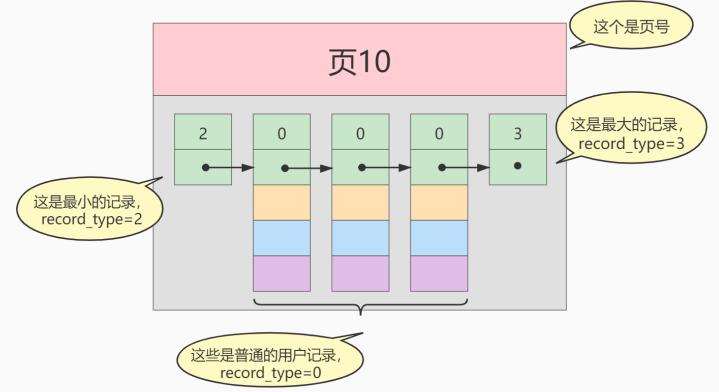 这个是页号
页10
2 0 0 0 3
这是最大的记录，
record_type=3
这是最小的记录，
record_type=2
这些是普通的用户记录，
record_type=0